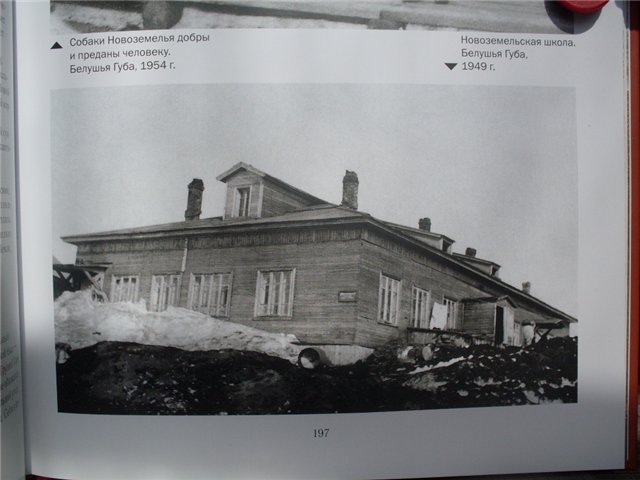 Собаки Новоземелья добры
и преданы человеку.
Белушья Губа, 1954 г.
Новоземельская школа.
Белушья Губа,
1949 г.
197